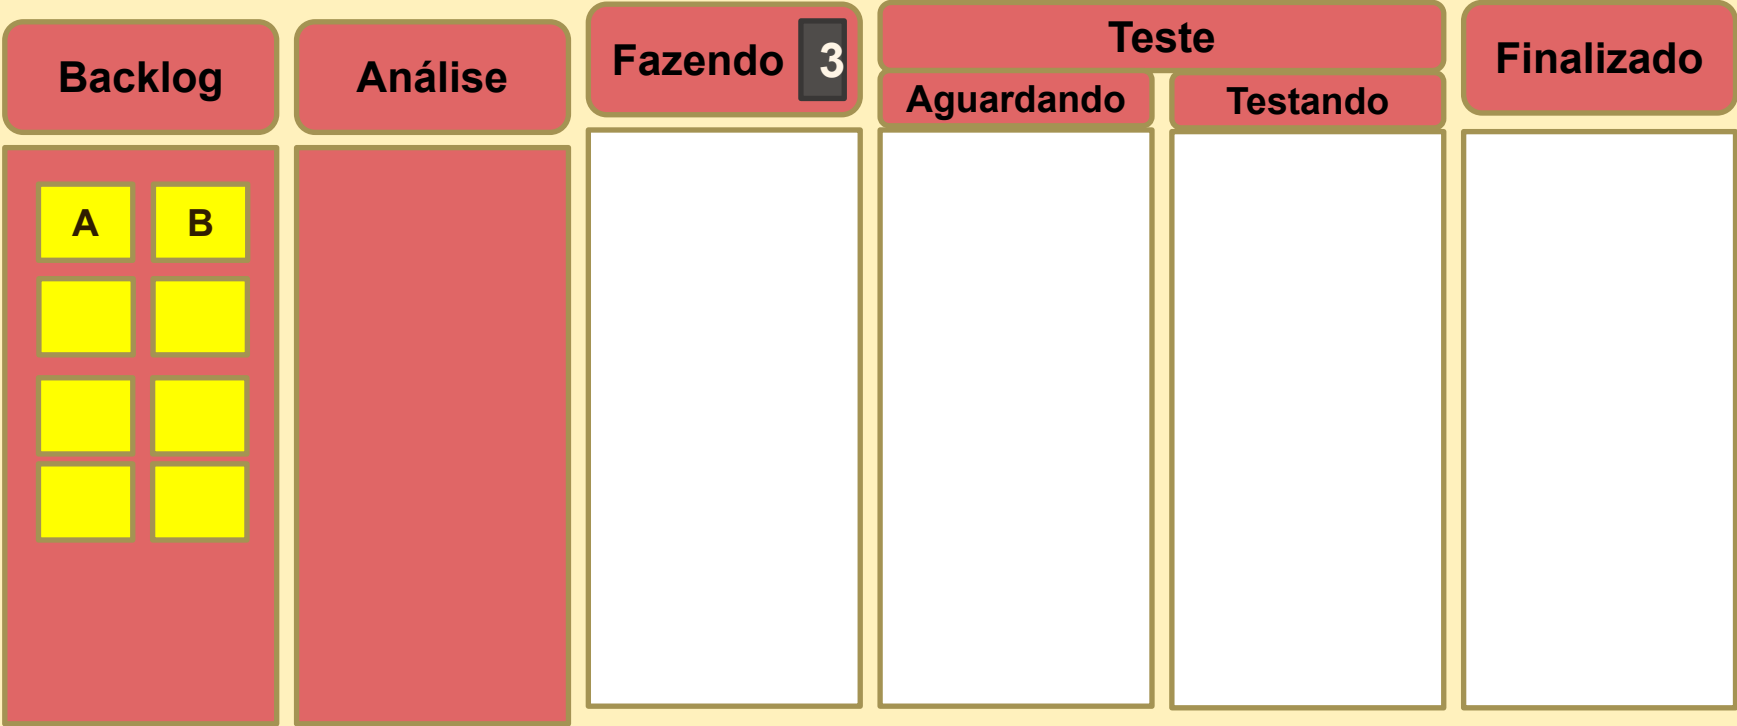 Backlog
Análise
Fazendo 3
Teste
Aguardando
Testando
Finalizado
A
B